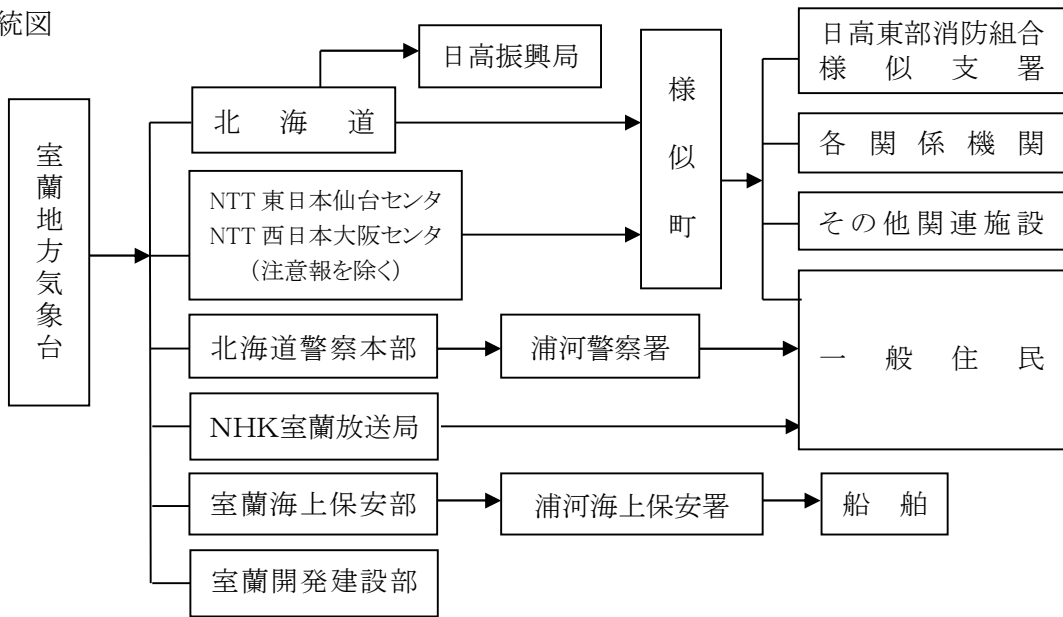 統図
日高振興局
北海道
室蘭地方気象台
NTT 東日本仙台センタ
NTT 西日本大阪センタ
（注意報を除く）
様似町
日高東部消防組合
様似支署
各関係機関
その他関連施設
一般住民
北海道警察本部
浦河警察署
NHK室蘭放送局
室蘭海上保安部
浦河海上保安署
船舶
室蘭開発建設部